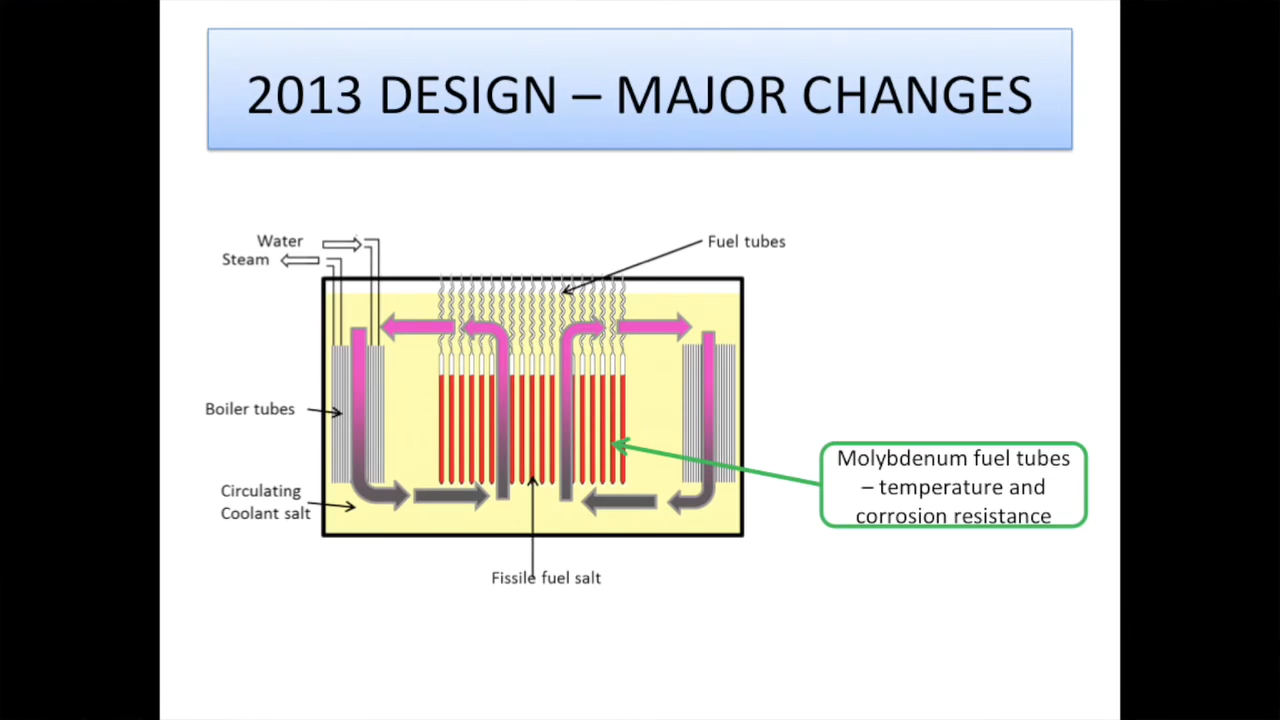 2013 DESIGN – MAJOR CHANGES
Water
Steam
Fuel tubes
Boiler tubes
Circulating
Coolant salt
Molybdenum fuel tubes
– temperature and
corrosion resistance
Fissile fuel salt